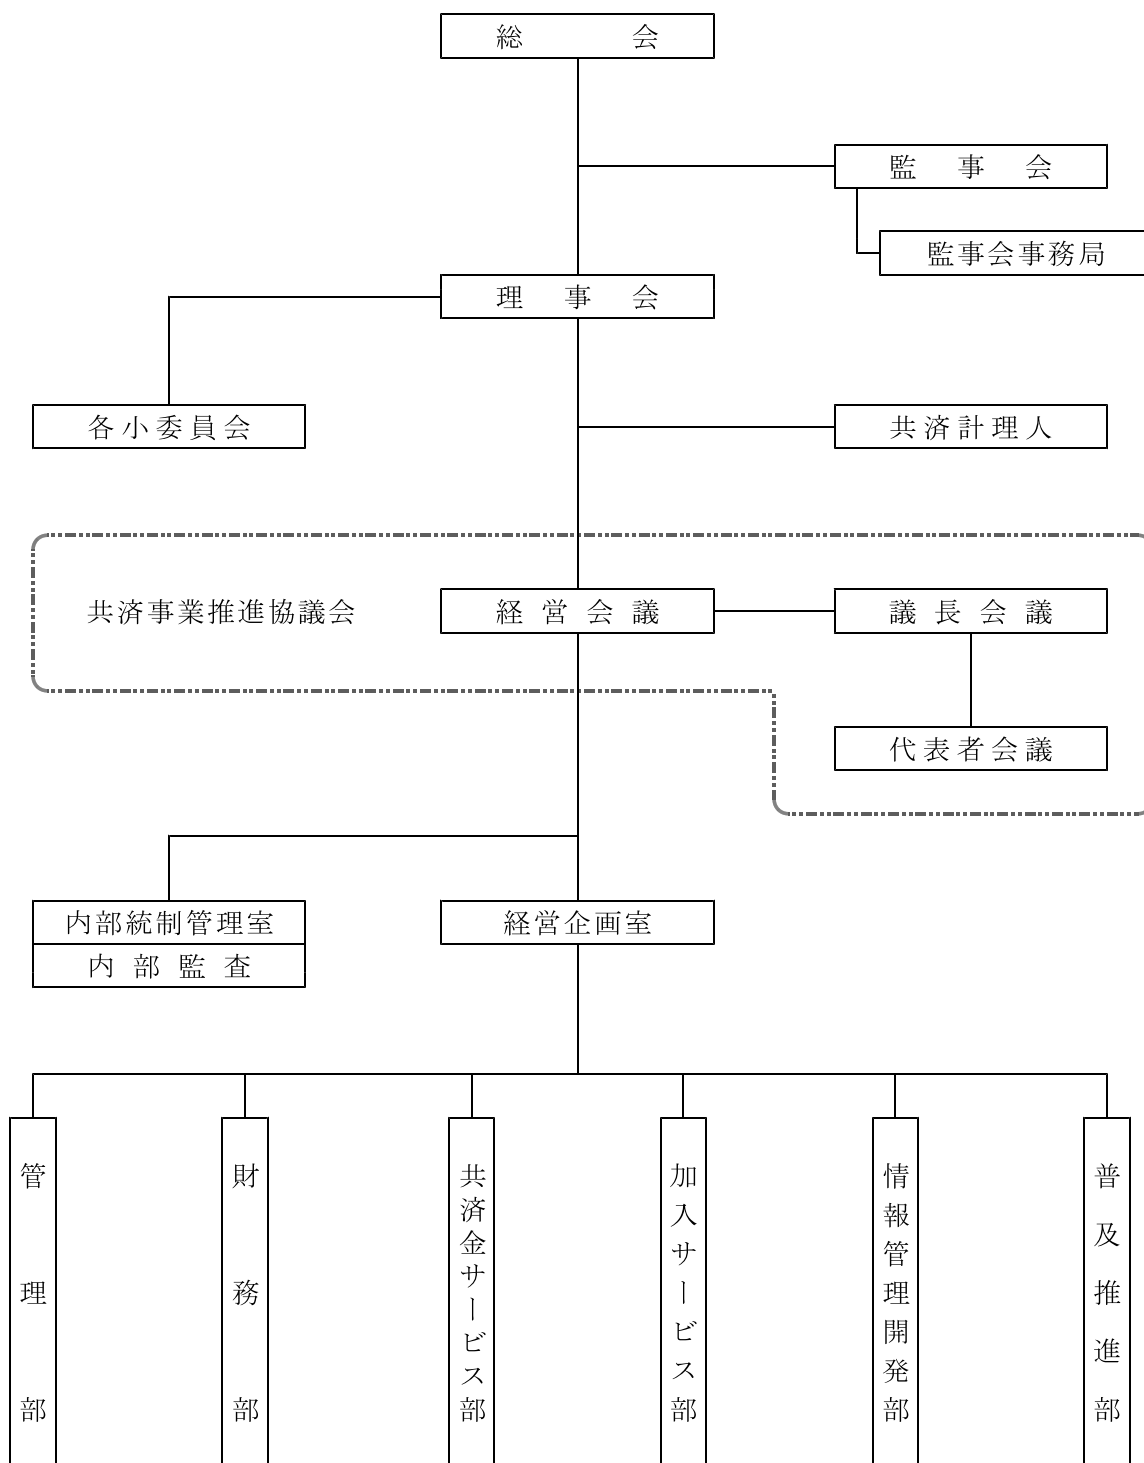 総会
監事会
監事会事務局
理事会
各小委員会
共済計理人
共済事業推進協議会
経営会議
議長会議
代表者会議
内部統制管理室
内部監査
経営企画室
管理部
財務部
共済金サービス部
加入サービス部
情報管理開発部
普及推進部